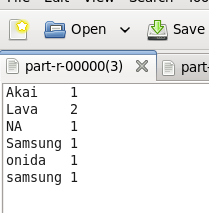 Open Save
part-r-00000(3) part-
Akai 1
Lava 2
NA 1
Samsung 1
onida 1
samsung 1